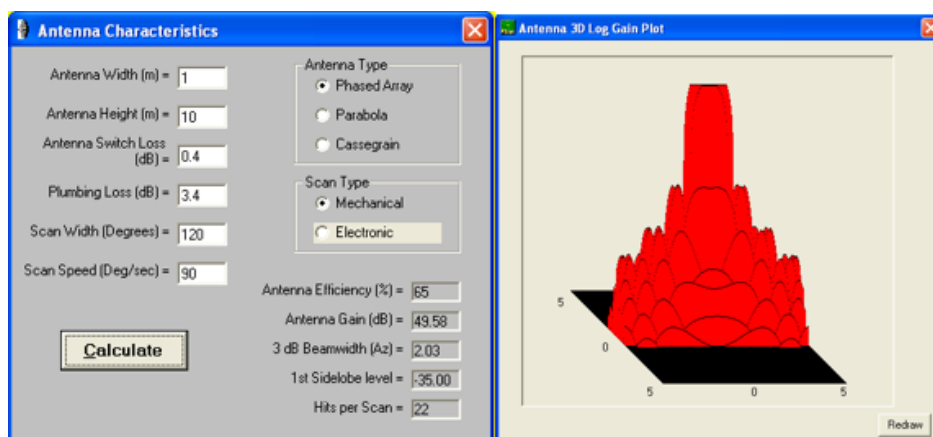 Antenna Characteristics
Antenna Width (m) = 1
Antenna Height (m) = 10
Antenna Switch Loss
(dB) = 0.4
Plumbing Loss (dB) = 3.4
Scan Width (Degrees) = 120
Scan Speed (Deg/sec) = 90
Calculate
Antenna Type
Phased Array
Parabola
Cassegrain
Scan Type
Mechanical
Electronic
Antenna Efficiency (%) = 65
Antenna Gain (dB) = 49.58
3 dB Beamwidth (Az) = 2.03
1st Sidelobe level = -35.00
Hits per Scan = 22
Antenna 3D Log Gain Plot
5
0
5
5
0
5
Redraw